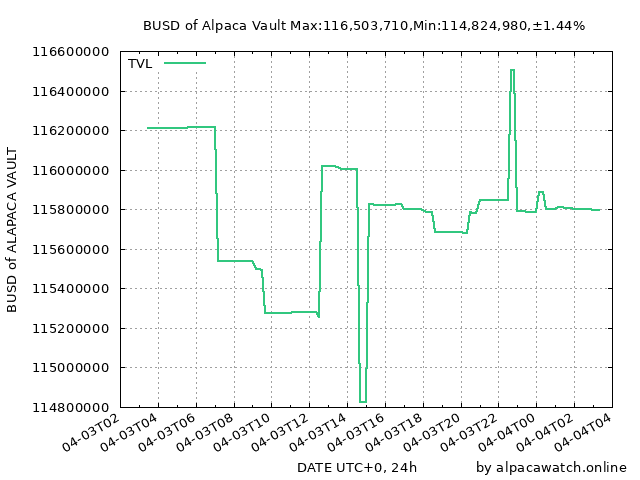 BUSD of Alpaca Vault Max:116,503,710,Min:114,824,980,±1.44%
TVL
116600000
116400000
116200000
116000000
115800000
115600000
115400000
115200000
115000000
114800000
BUSD of ALAPACA VAULT
04-03T02
04-03T04
04-03T06
04-03T08
04-03T10
04-03T12
04-03T14
04-03T16
04-03T18
04-03T20
04-03T22
04-04T00
04-04T02
04-04T04
DATE UTC+0, 24h
by alpacawatch.online